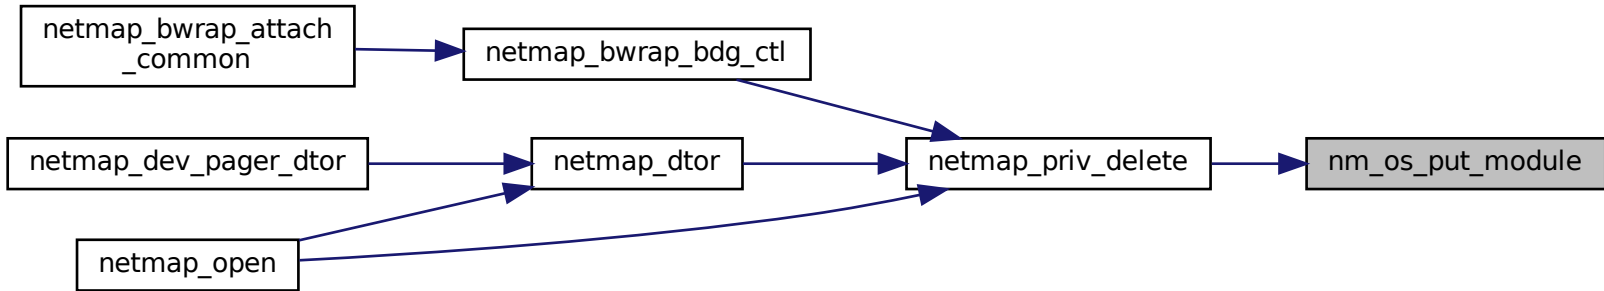 netmap_bwrap_attach
_common
netmap_bwrap_bdg_ctl
netmap_dev_pager_dtor
netmap_dtor
netmap_priv_delete
nm_os_put_module
netmap_open